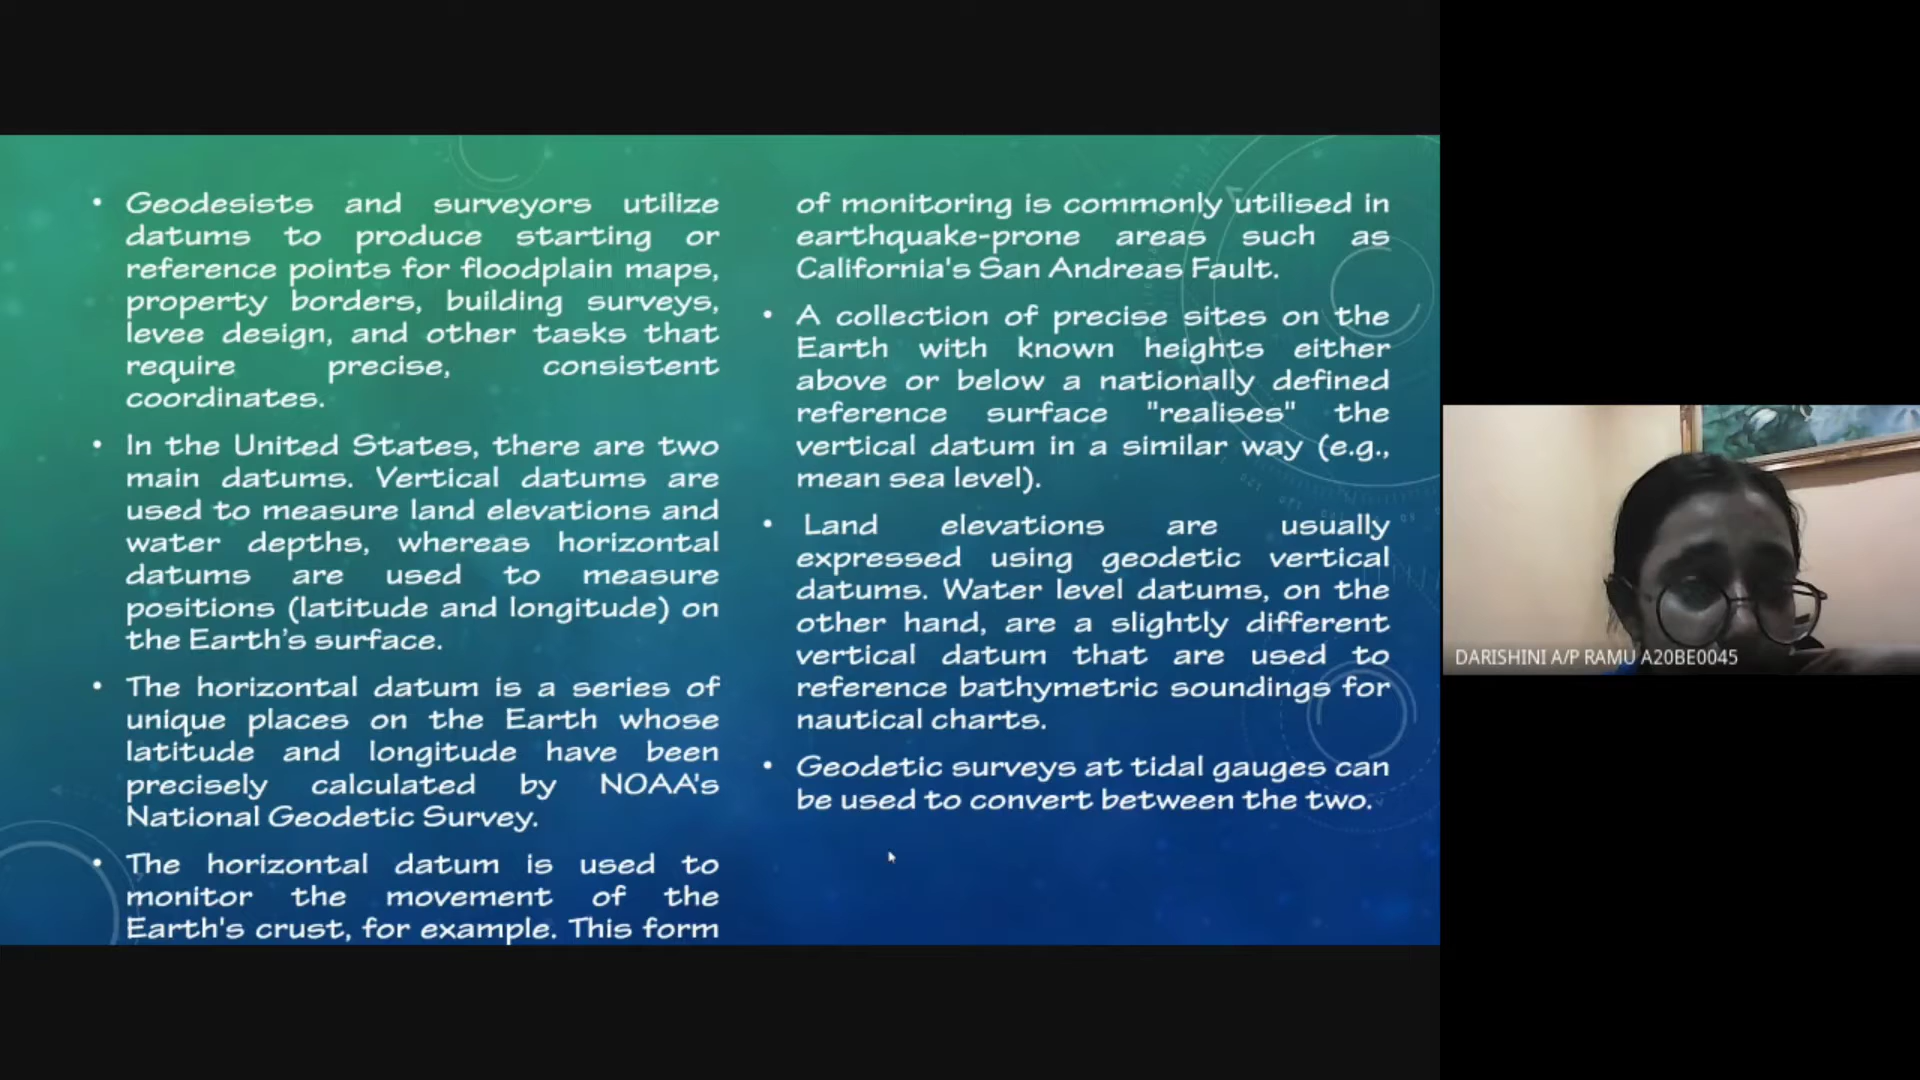 • Geodesists and surveyors utilize
datums to produce starting or
reference points for floodplain maps,
property borders, building surveys,
levee design, and other tasks that
require precise, consistent
coordinates.
• In the United States, there are two
main datums. Vertical datums are
used to measure land elevations and
water depths, whereas horizontal
datums are used to measure
positions (latitude and longitude) on
the Earth’s surface.
• The horizontal datum is a series of
unique places on the Earth whose
latitude and longitude have been
precisely calculated by NOAA's
National Geodetic Survey.
• The horizontal datum is used to
monitor the movement of the
Earth's crust, for example. This form
of monitoring is commonly utilised in
earthquake-prone areas such as
California's San Andreas Fault.
• A collection of precise sites on the
Earth with known heights either
above or below a nationally defined
reference surface "realises" the
vertical datum in a similar way (e.g.,
mean sea level).
• Land elevations are usually
expressed using geodetic vertical
datums. Water level datums, on the
other hand, are a slightly different
vertical datum that are used to
reference bathymetric soundings for
nautical charts.
• Geodetic surveys at tidal gauges can
be used to convert between the two.
DARISHINI A/P RAMU A20BE0045